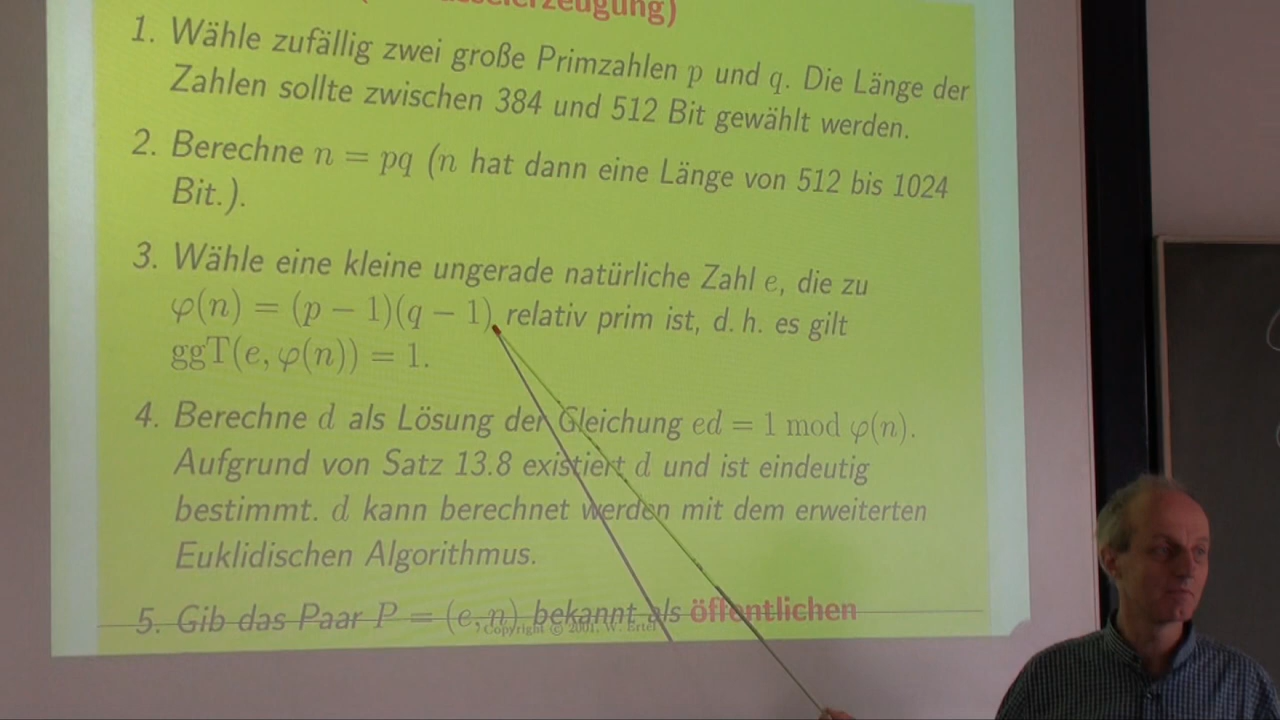 1. Wähle zufällig zwei große Primzahlen p und q. Die Länge der
Zahlen sollte zwischen 384 und 512 Bit gewählt werden.
2. Berechne n = pq (n hat dann eine Länge von 512 bis 1024
Bit.).
3. Wähle eine kleine ungerade natürliche Zahl e, die zu
φ(n) = (p − 1)(q − 1) relativ prim ist, d. h. es gilt
ggT(e, φ(n)) = 1.
4. Berechne d als Lösung der Gleichung ed = 1 mod φ(n).
Aufgrund von Satz 13.8 existiert d und ist eindeutig
bestimmt. d kann berechnet werden mit dem erweiterten
Euklidischen Algorithmus.
5. Gib das Paar P = (e, n) bekannt als öffentlichen
Copyright © 2001, W. Ertel